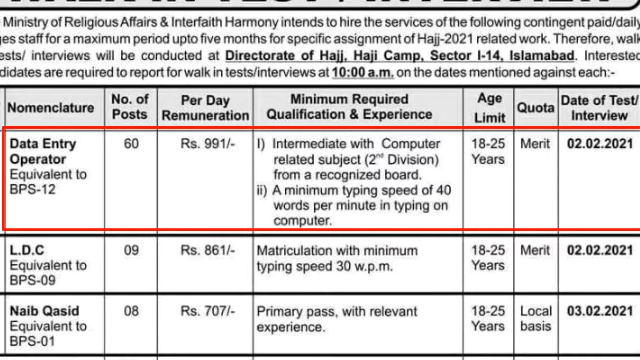 Ministry of Religious Affairs & Interfaith Harmony intends to hire the services of the following contingent paid/daily
staff for a maximum period upto five months for specific assignment of Hajj-2021 related work. Therefore, walk
tests/ interviews will be conducted at Directorate of Hajj, Haji Camp, Sector I-14, Islamabad. Interested
are required to report for walk in tests/interviews at 10:00 a.m. on the dates mentioned against each:-
Nomenclature
No. of
Posts
Per Day
Remuneration
Minimum Required
Qualification & Experience
Age
Limit
Quota
Date of Test/
Interview
Data Entry
Operator
Equivalent to
BPS-12
60
Rs. 991/-
I) Intermediate with Computer
related subject (2nd Division)
from a recognized board.
ii) A minimum typing speed of 40
words per minute in typing on
computer.
18-25
Years
Merit
02.02.2021
L.D.C
Equivalent to
BPS-09
09
Rs. 861/-
Matriculation with minimum
typing speed 30 w.p.m.
18-25
Years
Merit
02.02.2021
Naib Qasid
Equivalent to
BPS-01
08
Rs. 707/-
Primary pass, with relevant
experience.
18-25
Years
Local
basis
03.02.2021